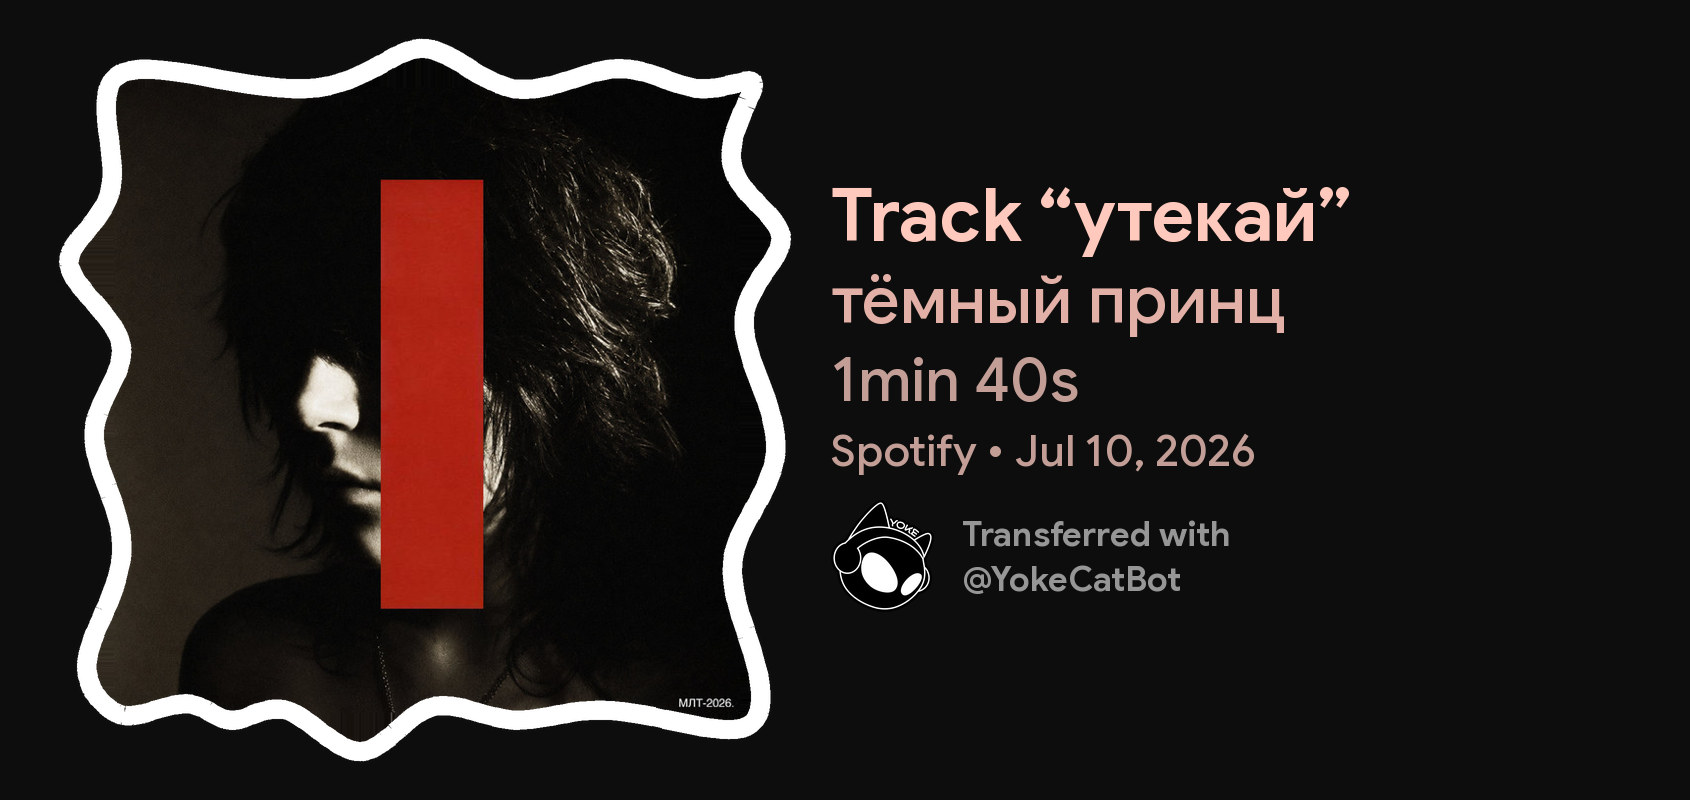 Track “утекай”
тёмный принц
1min 40s
Spotify • Jul 10, 2026
YOKE
Transferred with
@YokeCatBot
МЛТ-2026.